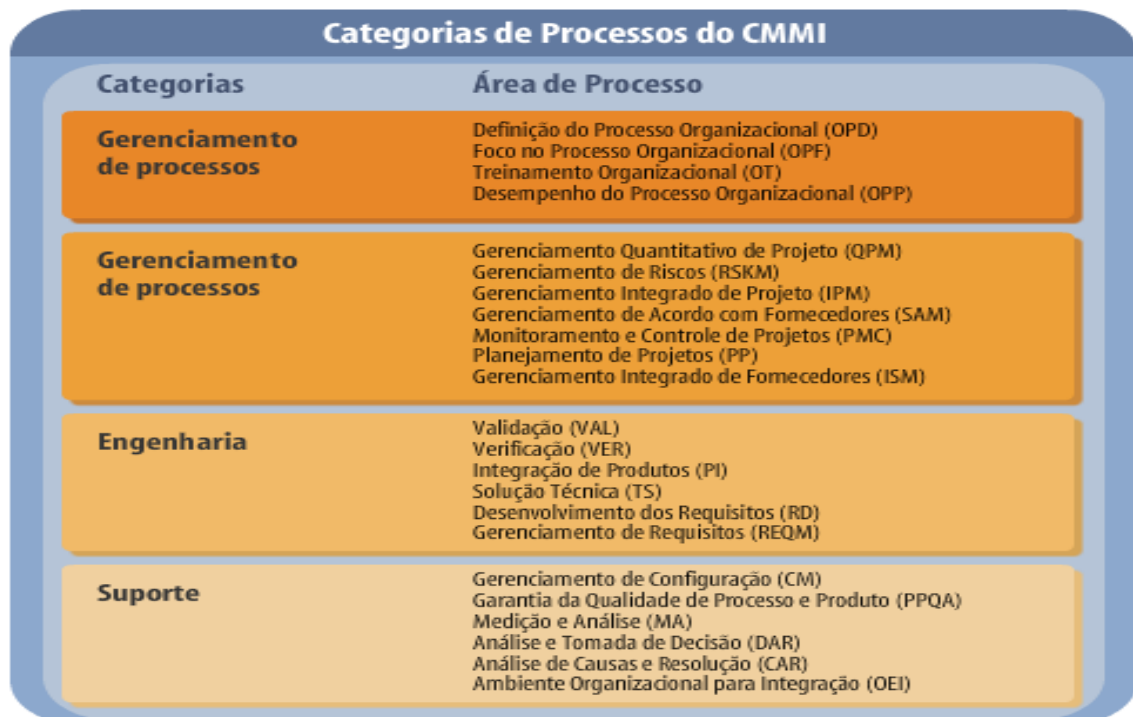 Categorias de Processos do CMMI
Categorias
Área de Processo
Gerenciamento
de processos
Definição do Processo Organizacional (OPD)
Foco no Processo Organizacional (OPF)
Treinamento Organizacional (OT)
Desempenho do Processo Organizacional (OPP)
Gerenciamento
de processos
Gerenciamento Quantitativo de Projeto (QPM)
Gerenciamento de Riscos (RSKM)
Gerenciamento Integrado de Projeto (IPM)
Gerenciamento de Acordo com Fornecedores (SAM)
Monitoramento e Controle de Projetos (PMC)
Planejamento de Projetos (PP)
Gerenciamento Integrado de Fornecedores (ISM)
Engenharia
Validação (VAL)
Verificação (VER)
Integração de Produtos (PI)
Solução Técnica (TS)
Desenvolvimento dos Requisitos (RD)
Gerenciamento de Requisitos (REQM)
Suporte
Gerenciamento de Configuração (CM)
Garantia da Qualidade de Processo e Produto (PPQA)
Medição e Análise (MA)
Análise e Tomada de Decisão (DAR)
Análise de Causas e Resolução (CAR)
Ambiente Organizacional para Integração (OEI)